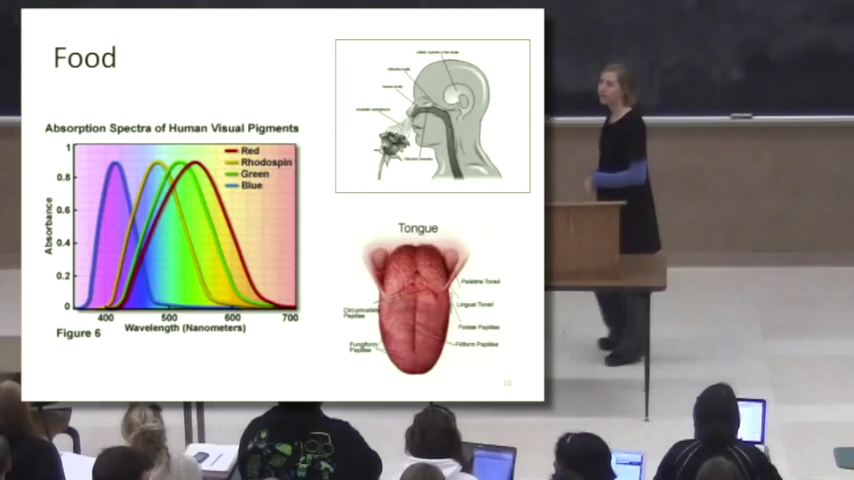 Food
Absorption Spectra of Human Visual Pigments
Absorbance
1
0.8
0.6
0.4
0.2
0
Red
Rhodospin
Green
Blue
400 500 600 700
Wavelength (Nanometers)
Figure 6
Tongue
Palatine Tonsil
Lingual Tonsil
Circumvallate
Papillae
Foliate Papillae
Fungiform
Papillae
Filiform Papillae
10